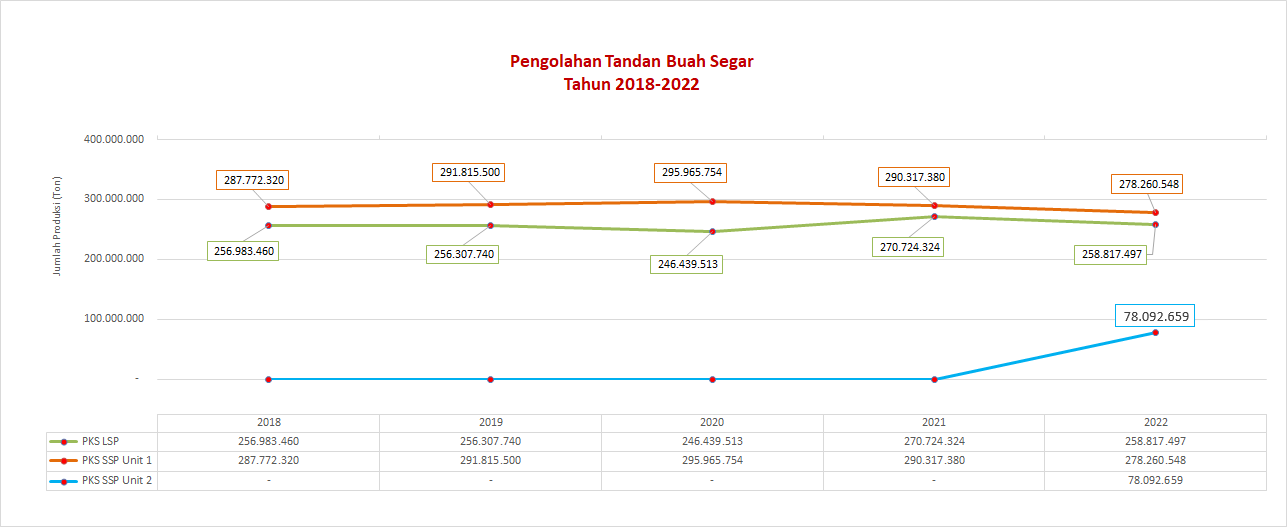 Pengolahan Tandan Buah Segar
Tahun 2018-2022
Jumlah Produksi (Ton)
400.000.000
300.000.000
200.000.000
100.000.000
-
287.772.320
291.815.500
295.965.754
290.317.380
278.260.548
256.983.460
256.307.740
246.439.513
270.724.324
258.817.497
78.092.659
2018 2019 2020 2021 2022
PKS LSP 256.983.460 256.307.740 246.439.513 270.724.324 258.817.497
PKS SSP Unit 1 287.772.320 291.815.500 295.965.754 290.317.380 278.260.548
PKS SSP Unit 2 - - - - 78.092.659